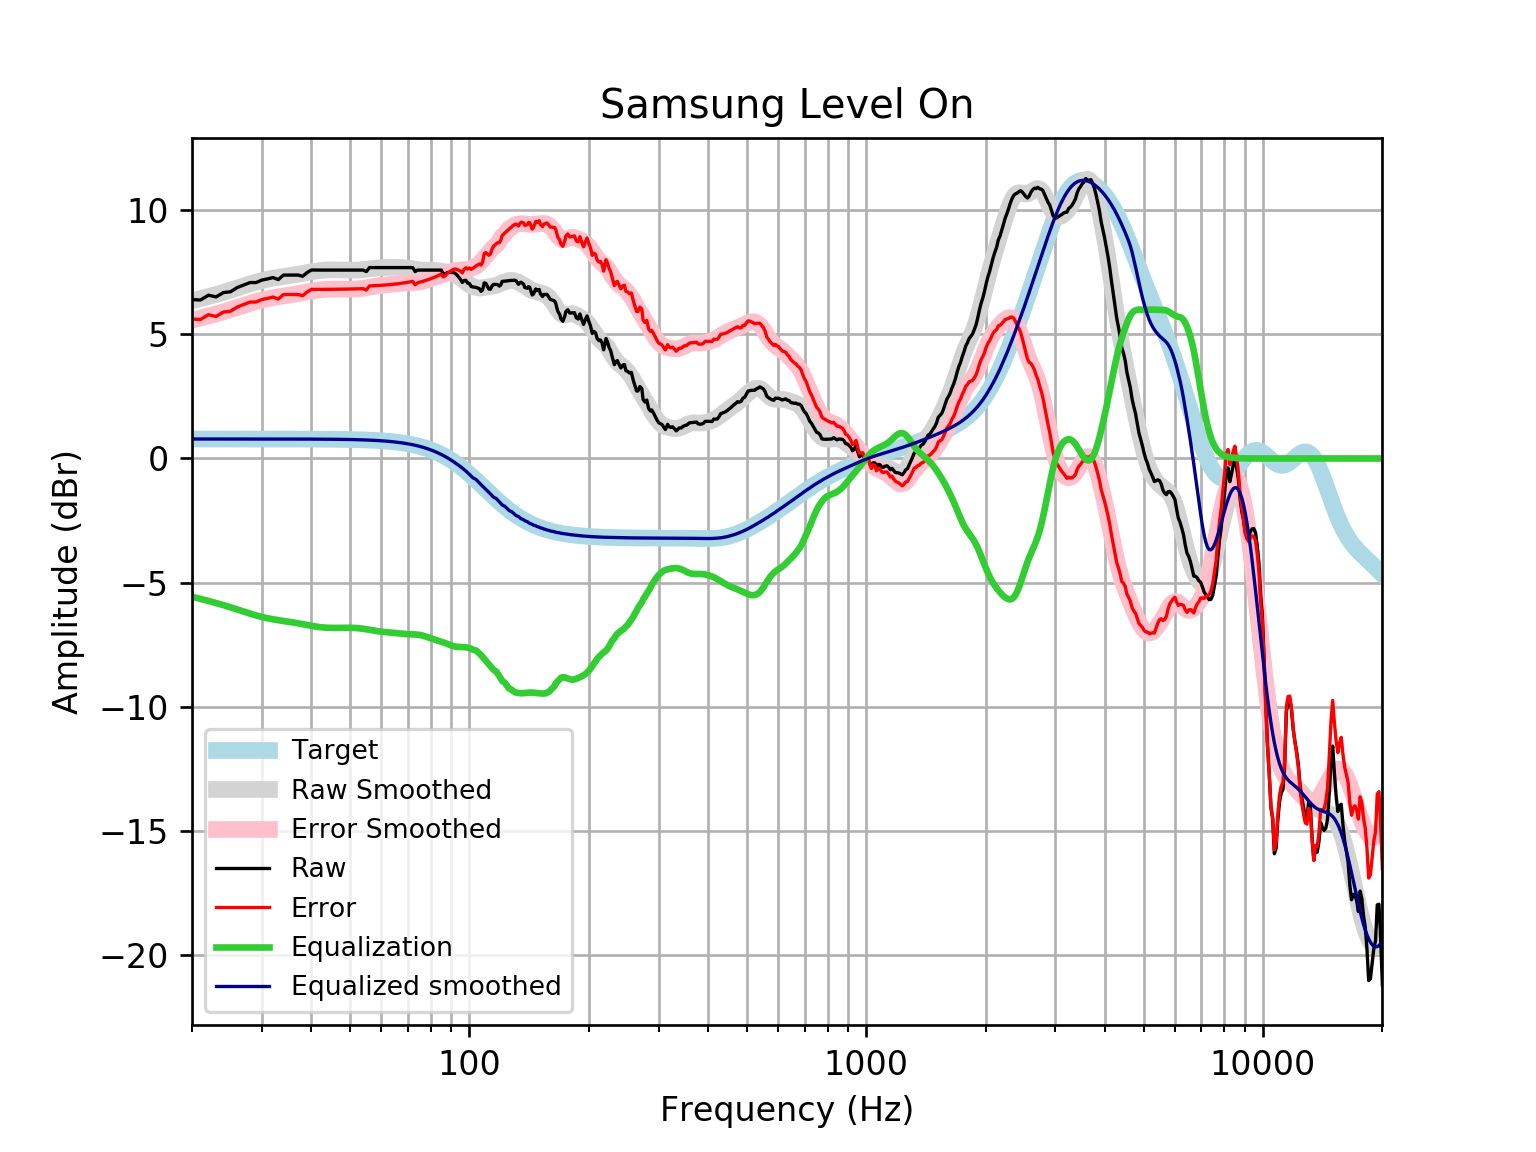 Samsung Level On
Amplitude (dBr)
10
5
0
−5
−10
−15
−20
Target
Raw Smoothed
Error Smoothed
Raw
Error
Equalization
Equalized smoothed
100 1000 10000
Frequency (Hz)